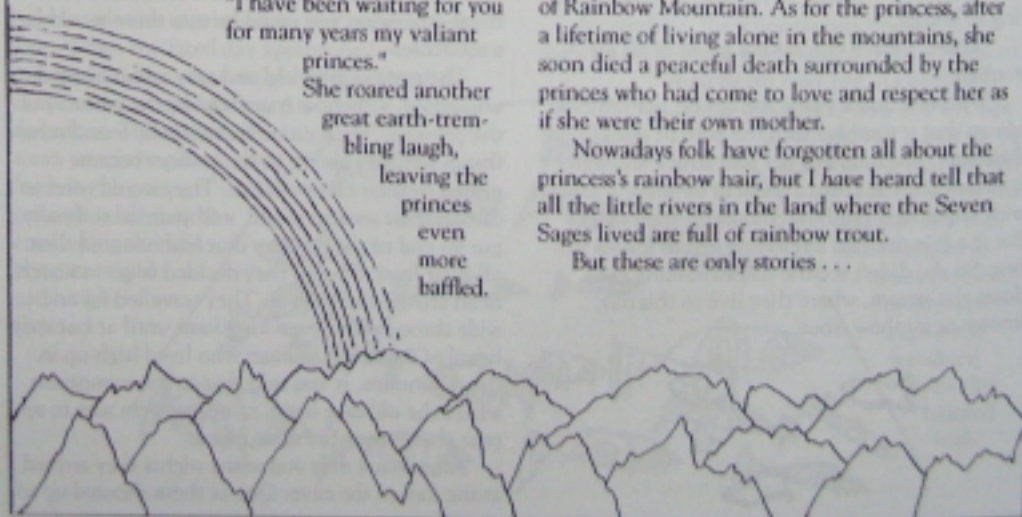 "I have been waiting for you
for many years my valiant
princes."
She roared another
great earth-trem-
bling laugh,
leaving the
princes
even
more
baffled.
of Rainbow Mountain. As for the princess, after
a lifetime of living alone in the mountains, she
soon died a peaceful death surrounded by the
princes who had come to love and respect her as
if she were their own mother.
Nowadays folk have forgotten all about the
princess's rainbow hair, but I have heard tell that
all the little rivers in the land where the Seven
Sages lived are full of rainbow trout.
But these are only stories ...